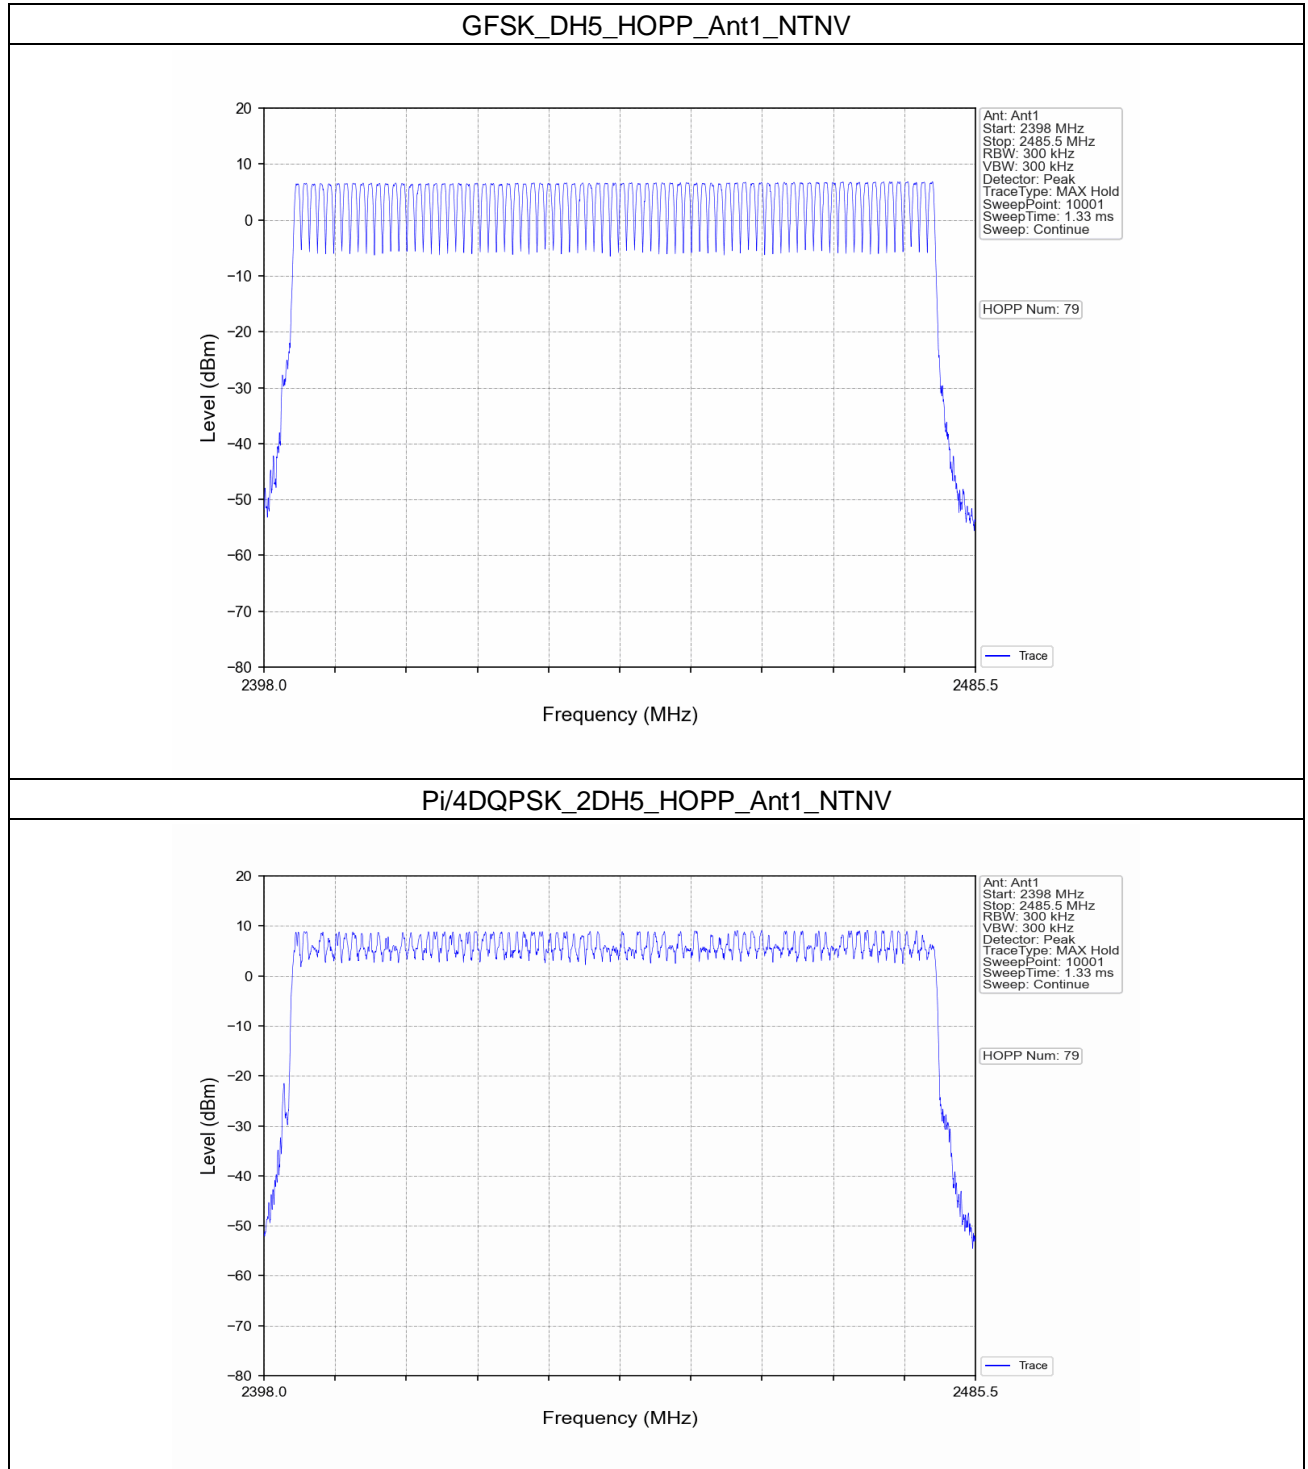 GFSK_DH5_HOPP_Ant1_NTNV
20
10
0
−10
−20
−30
−40
−50
−60
−70
−80
Level (dBm)
2398.0
2485.5
Frequency (MHz)
Ant: Ant1
Start: 2398 MHz
Stop: 2485.5 MHz
RBW: 300 kHz
VBW: 300 kHz
Detector: Peak
TraceType: MAX Hold
SweepPoint: 10001
SweepTime: 1.33 ms
Sweep: Continue
HOPP Num: 79
Trace
Pi/4DQPSK_2DH5_HOPP_Ant1_NTNV
20
10
0
−10
−20
−30
−40
−50
−60
−70
−80
Level (dBm)
2398.0
2485.5
Frequency (MHz)
Ant: Ant1
Start: 2398 MHz
Stop: 2485.5 MHz
RBW: 300 kHz
VBW: 300 kHz
Detector: Peak
TraceType: MAX Hold
SweepPoint: 10001
SweepTime: 1.33 ms
Sweep: Continue
HOPP Num: 79
Trace